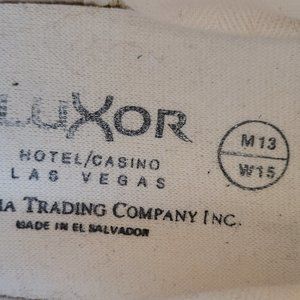 LUXOR
HOTEL/CASINO
LAS VEGAS
TRADING COMPANY INC.
MADE IN EL SALVADOR
M13
W15